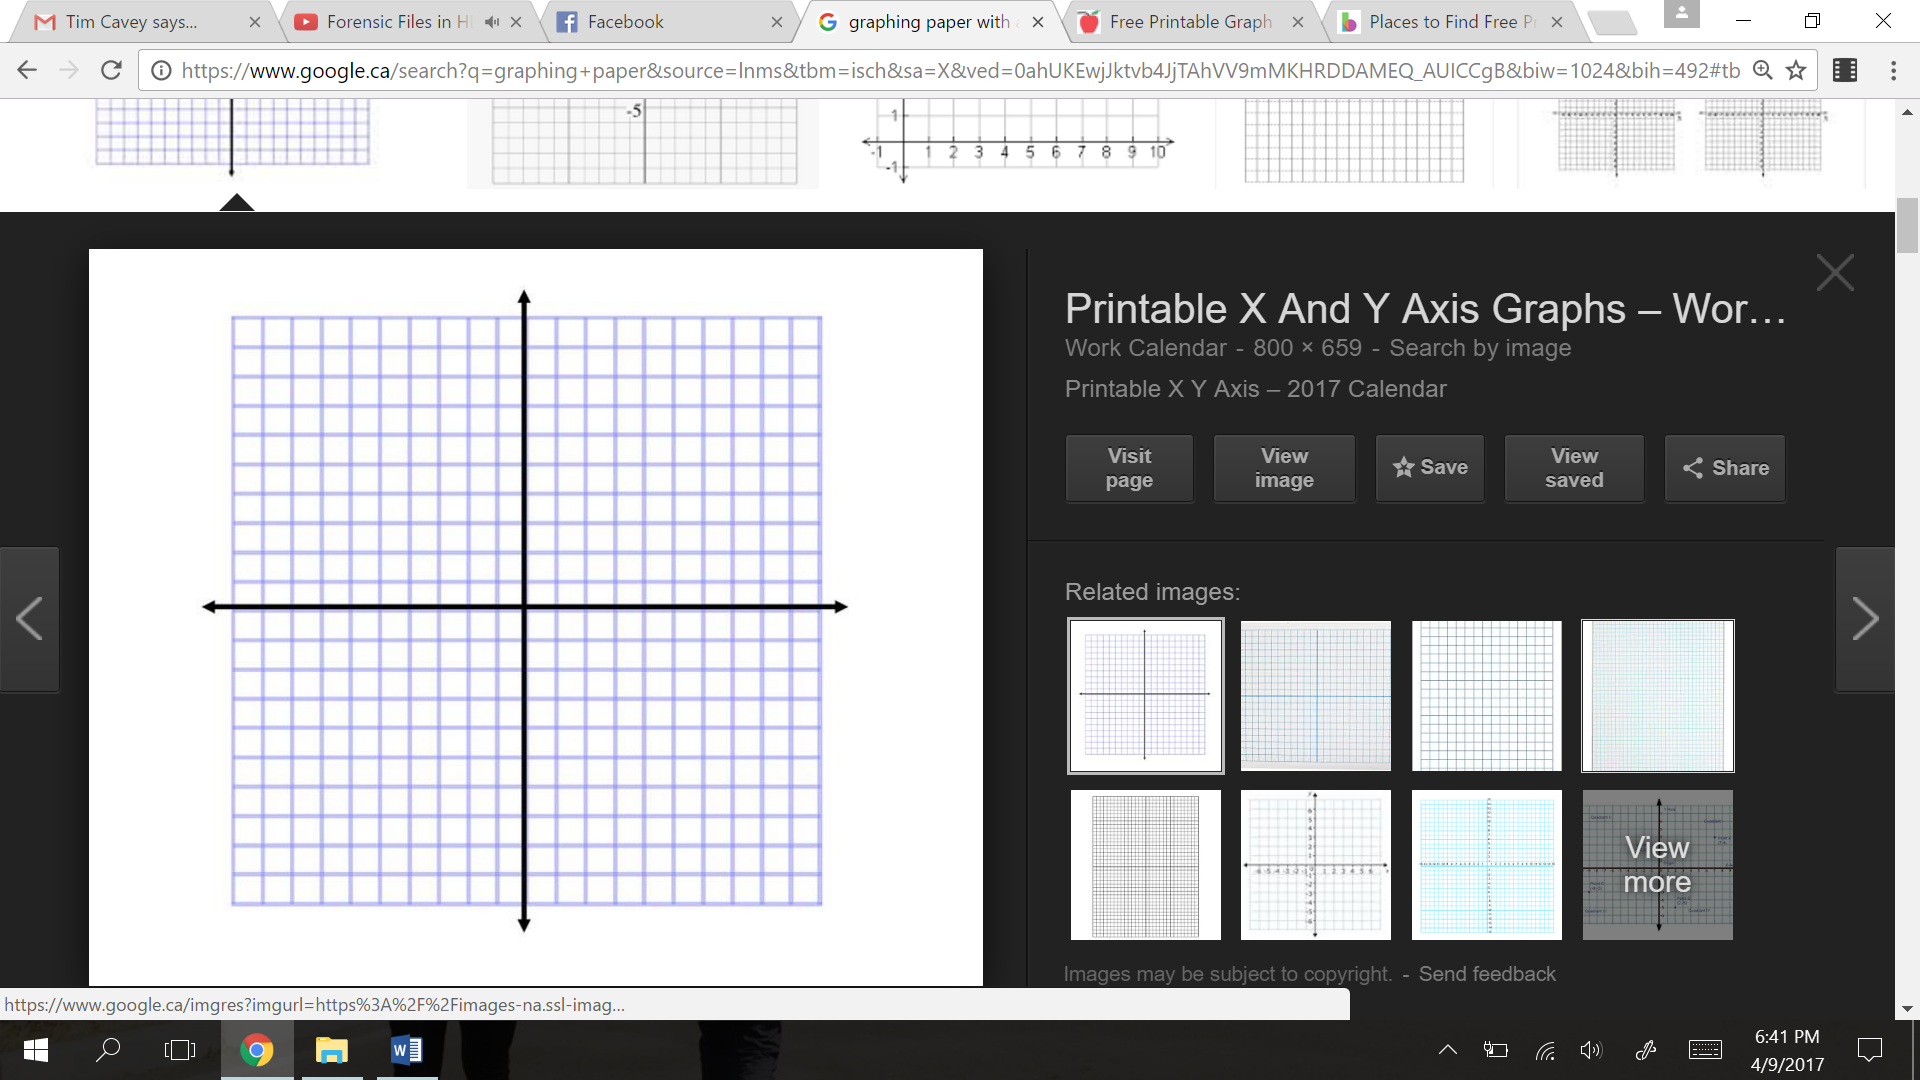 Tim Cavey says...
Forensic Files in H
Facebook
graphing paper with
Free Printable Graph
Places to Find Free P
https://www.google.ca/search?q=graphing+paper&source=lnms&tbm=isch&sa=X&ved=0ahUKEwjJktvb4JjTAhVV9mMKHRDDAMEQ_AUICCgB&biw=1024&bih=492#tb
-5
1
-1 1 2 3 4 5 6 7 8 9 10
-1
Printable X And Y Axis Graphs – Wor...
Work Calendar - 800 × 659 - Search by image
Printable X Y Axis – 2017 Calendar
Visit page
View image
Save
View saved
Share
Related images:
View more
Images may be subject to copyright. - Send feedback
https://www.google.ca/imgres?imgurl=https%3A%2F%2Fimages-na.ssl-imag...
6:41 PM
4/9/2017